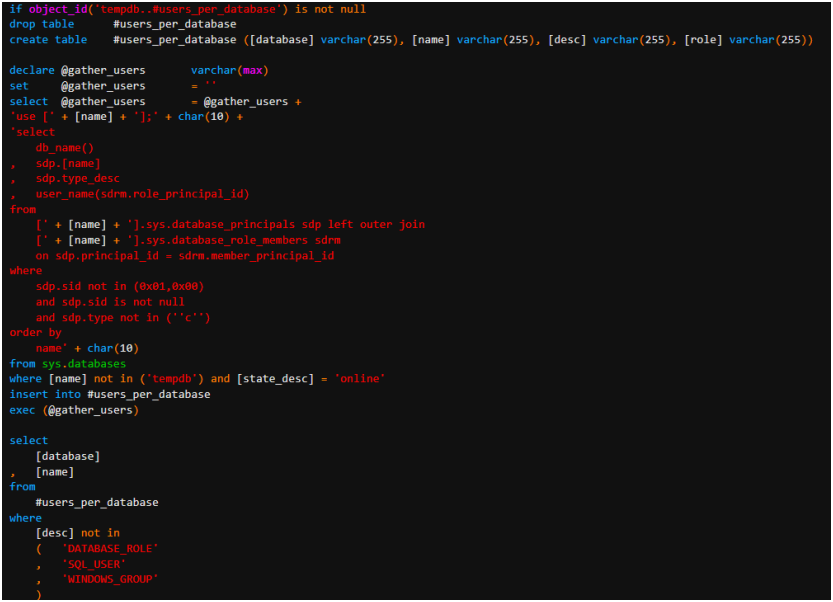 if object_id('tempdb..#users_per_database') is not null
drop table      #users_per_database
create table    #users_per_database ([database] varchar(255), [name] varchar(255), [desc] varchar(255), [role] varchar(255))
declare @gather_users       varchar(max)
set     @gather_users       = ''
select  @gather_users       = @gather_users +
'use [' + [name] + '];' + char(10) +
'select
    db_name()
,   sdp.[name]
,   sdp.type_desc
,   user_name(sdrm.role_principal_id)
from
    [' + [name] + '].sys.database_principals sdp left outer join
    [' + [name] + '].sys.database_role_members sdrm
    on sdp.principal_id = sdrm.member_principal_id
where
    sdp.sid not in (0x01,0x00)
    and sdp.sid is not null
    and sdp.type not in (''c'')
order by
    name' + char(10)
from sys.databases
where [name] not in ('tempdb') and [state_desc] = 'online'
insert into #users_per_database
exec (@gather_users)
select
    [database]
,   [name]
from
    #users_per_database
where
    [desc] not in
    (   'DATABASE_ROLE'
    ,   'SQL_USER'
    ,   'WINDOWS_GROUP'
    )